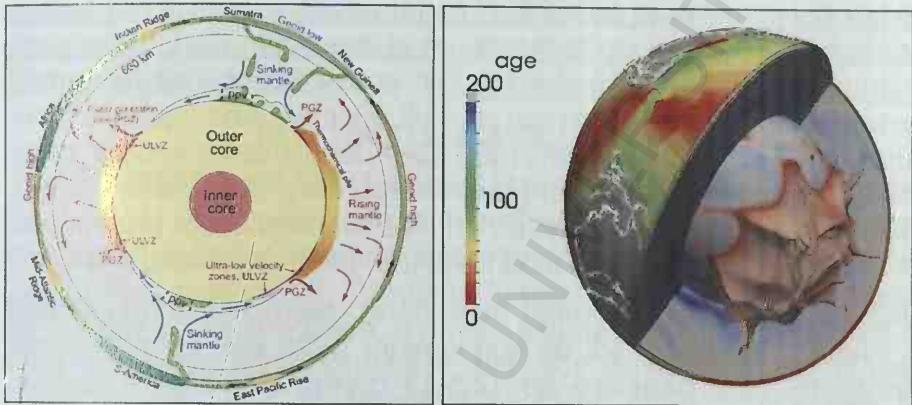 Sumatra
Geoid low
Indian Ridge
New Guinea
660 km
Sinking
mantle
PPv
PGZ
Africa
ULVZ
Thermochemical pile
Outer
core
Geoid high
Inner
core
Rising
mantle
Geoid high
ULVZ
PGZ
Ultra-low velocity
zones, ULVZ
PGZ
Mid-Atlantic
Ridge
PPv
Sinking
mantle
S-America
East Pacific Rise
age
200
100
0